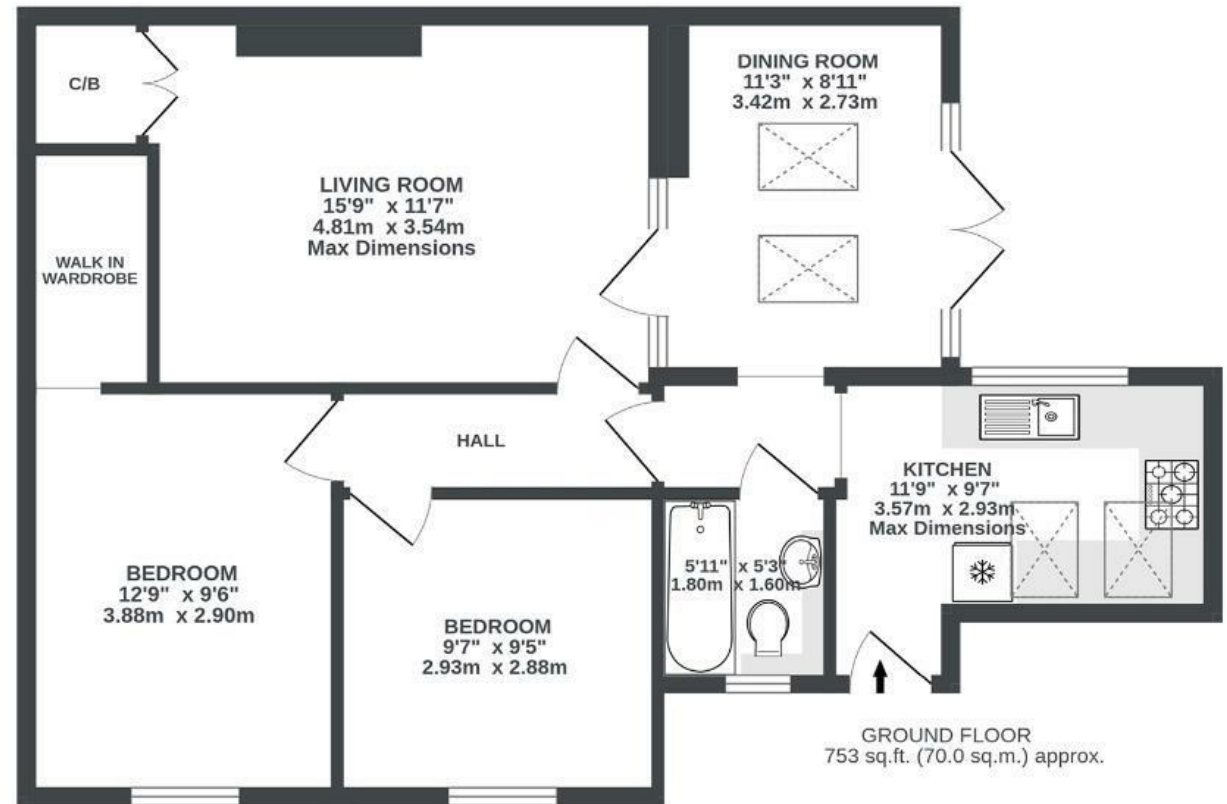 C/B
DINING ROOM
11'3" x 8'11"
3.42m x 2.73m
LIVING ROOM
15'9" x 11'7"
4.81m x 3.54m
Max Dimensions
WALK IN
WARDROBE
HALL
KITCHEN
11'9" x 9'7"
3.57m x 2.93m
Max Dimensions
BEDROOM
12'9" x 9'6"
3.88m x 2.90m
BEDROOM
9'7" x 9'5"
2.93m x 2.88m
5'11" x 5'3"
1.80m x 1.60m
GROUND FLOOR
753 sq.ft. (70.0 sq.m.) approx.